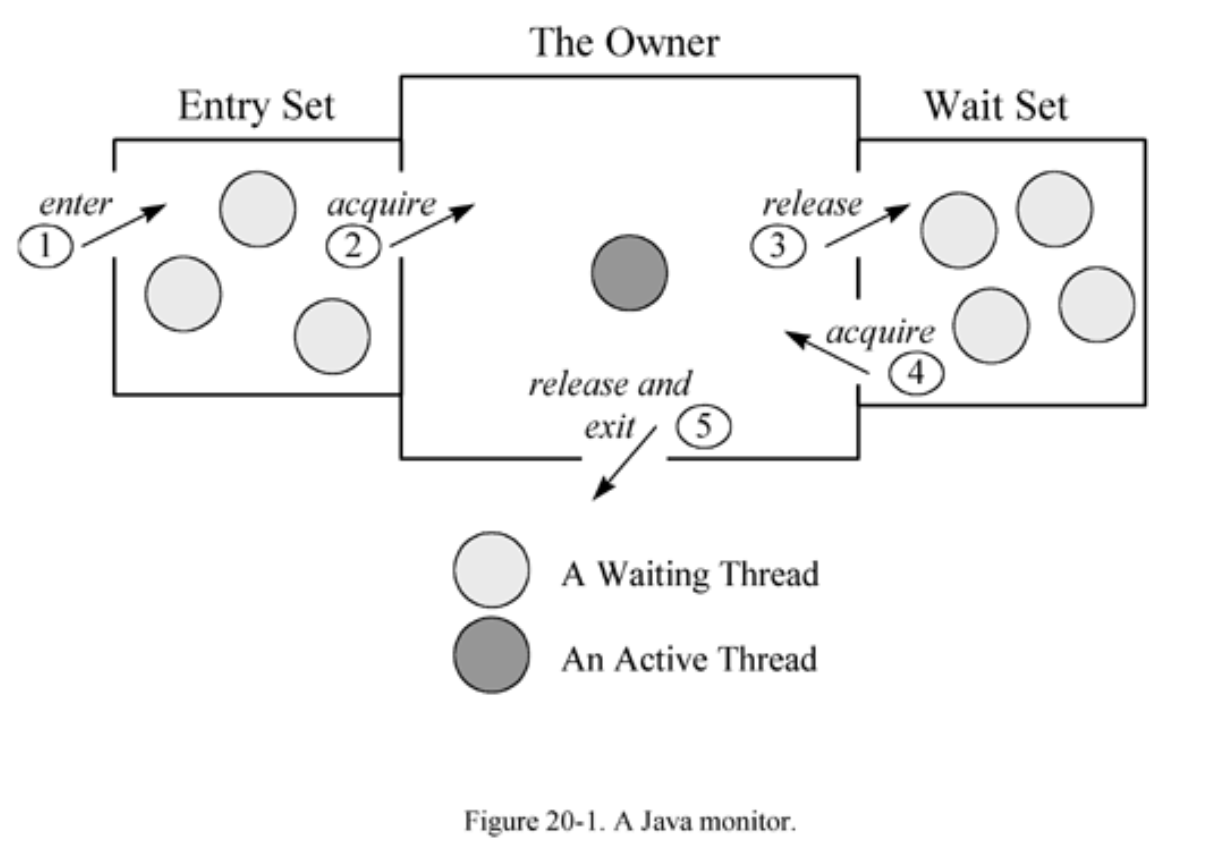 The Owner
Entry Set
Wait Set
enter
1
acquire
2
release
3
acquire
4
release and
exit
5
A Waiting Thread
An Active Thread
Figure 20-1. A Java monitor.